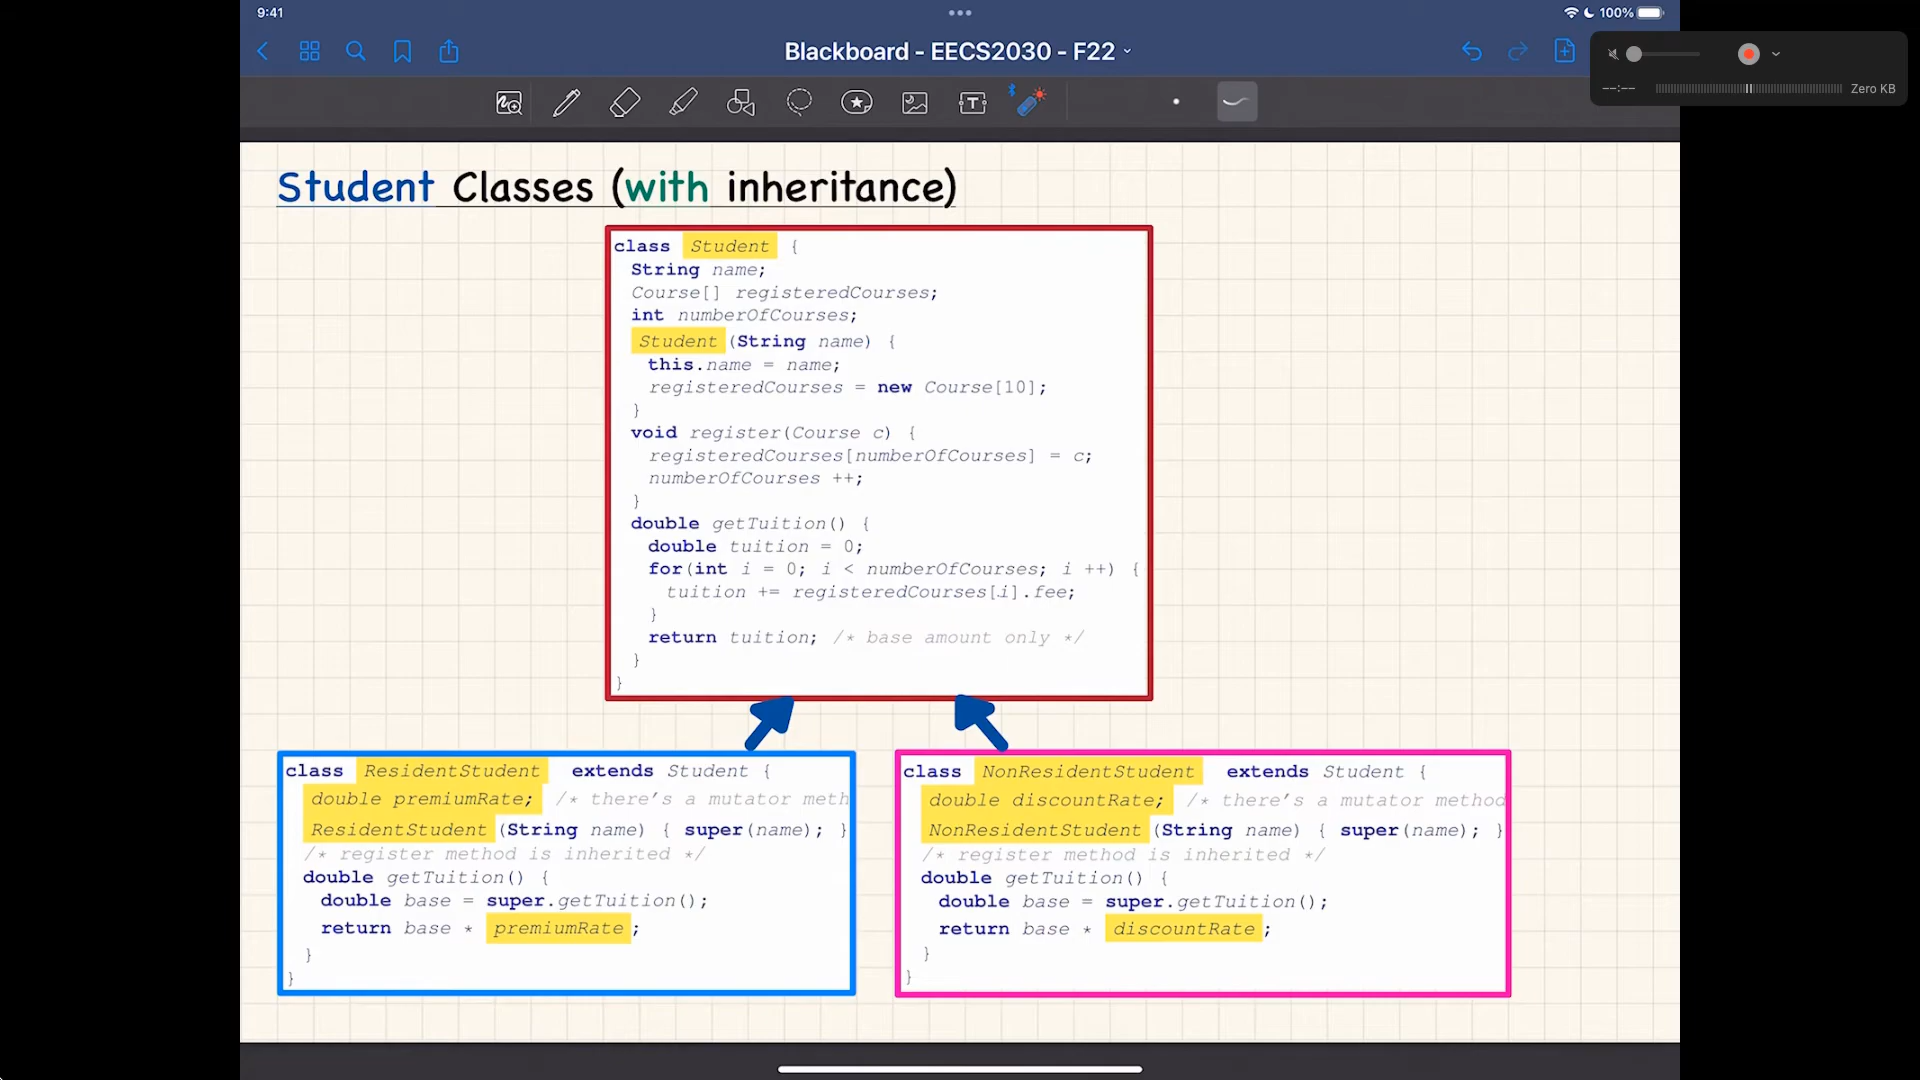 9:41
100%
Blackboard - EECS2030 - F22
--:--
Zero KB
Student Classes (with inheritance)
class Student {
String name;
Course[] registeredCourses;
int numberOfCourses;
Student (String name) {
this.name = name;
registeredCourses = new Course[10];
}
void register(Course c) {
registeredCourses[numberOfCourses] = c;
numberOfCourses ++;
}
double getTuition() {
double tuition = 0;
for(int i = 0; i < numberOfCourses; i ++) {
tuition += registeredCourses[i].fee;
}
return tuition; /* base amount only */
}
}
class ResidentStudent extends Student {
double premiumRate; /* there's a mutator meth
ResidentStudent (String name) { super(name); }
/* register method is inherited */
double getTuition() {
double base = super.getTuition();
return base * premiumRate ;
}
}
class NonResidentStudent extends Student {
double discountRate; /* there's a mutator method
NonResidentStudent (String name) { super(name); }
/* register method is inherited */
double getTuition() {
double base = super.getTuition();
return base * discountRate ;
}
}